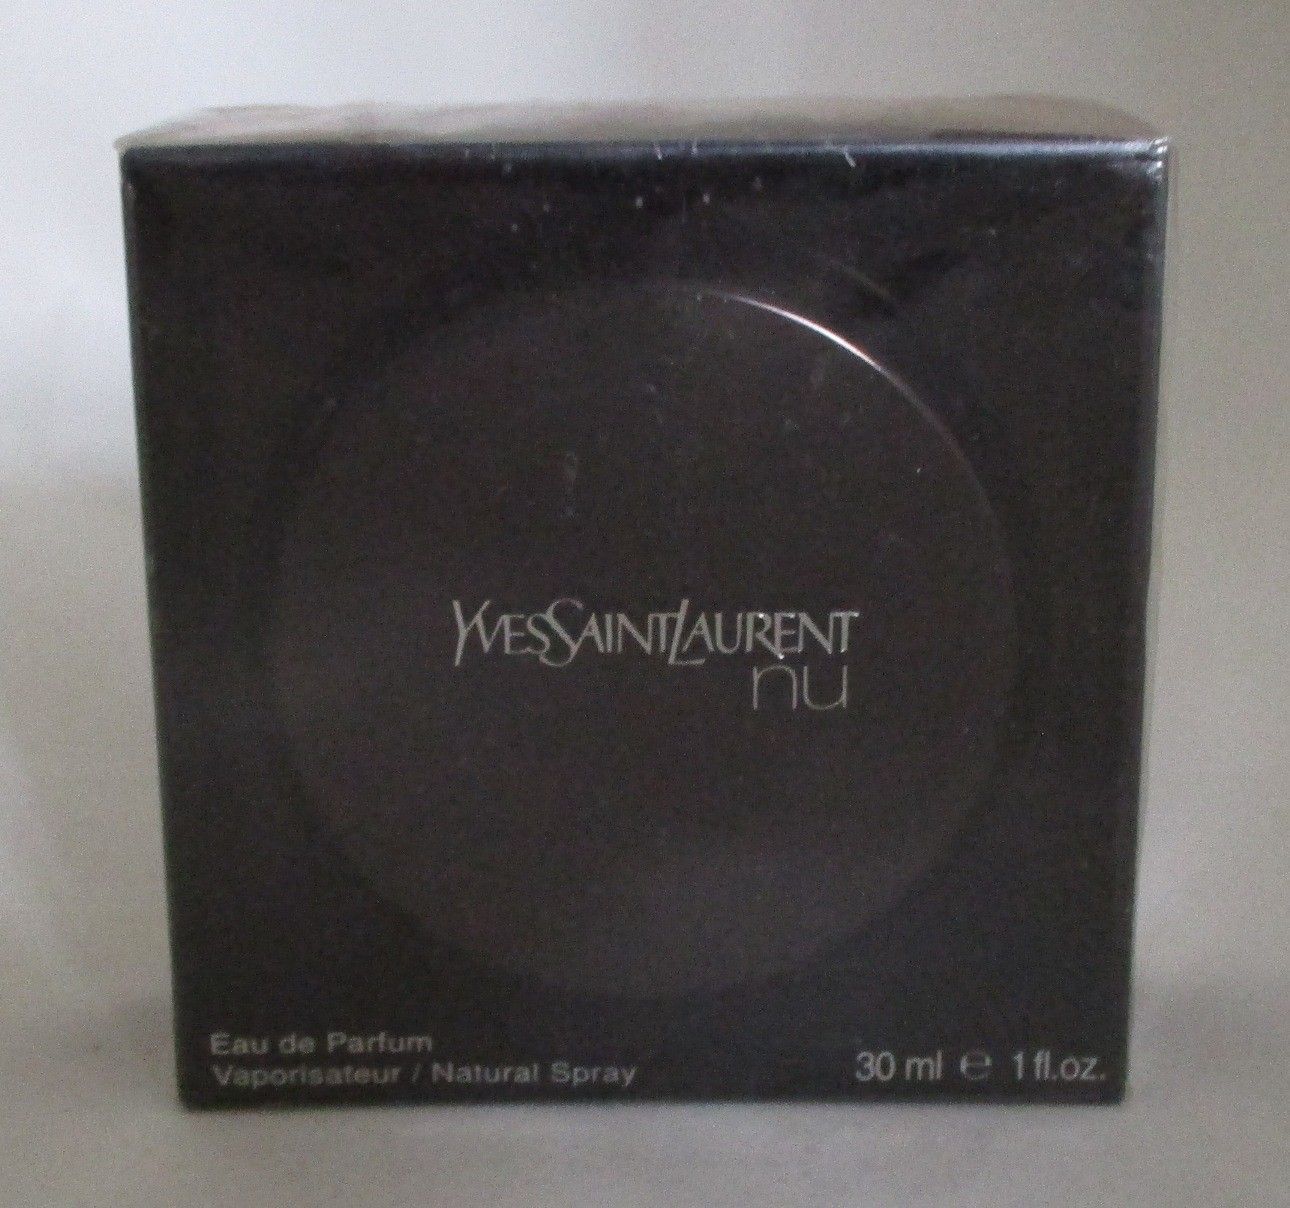 YVESSAINTLAURENT
nu
Eau de Parfum
Vaporisateur / Natural Spray
30 ml ℮ 1 fl.oz.